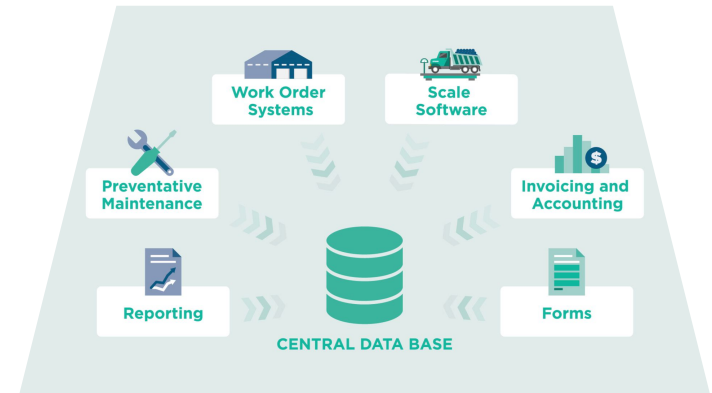 Work Order
Systems
Scale
Software
Preventative
Maintenance
$
Invoicing and
Accounting
Reporting
Forms
CENTRAL DATA BASE